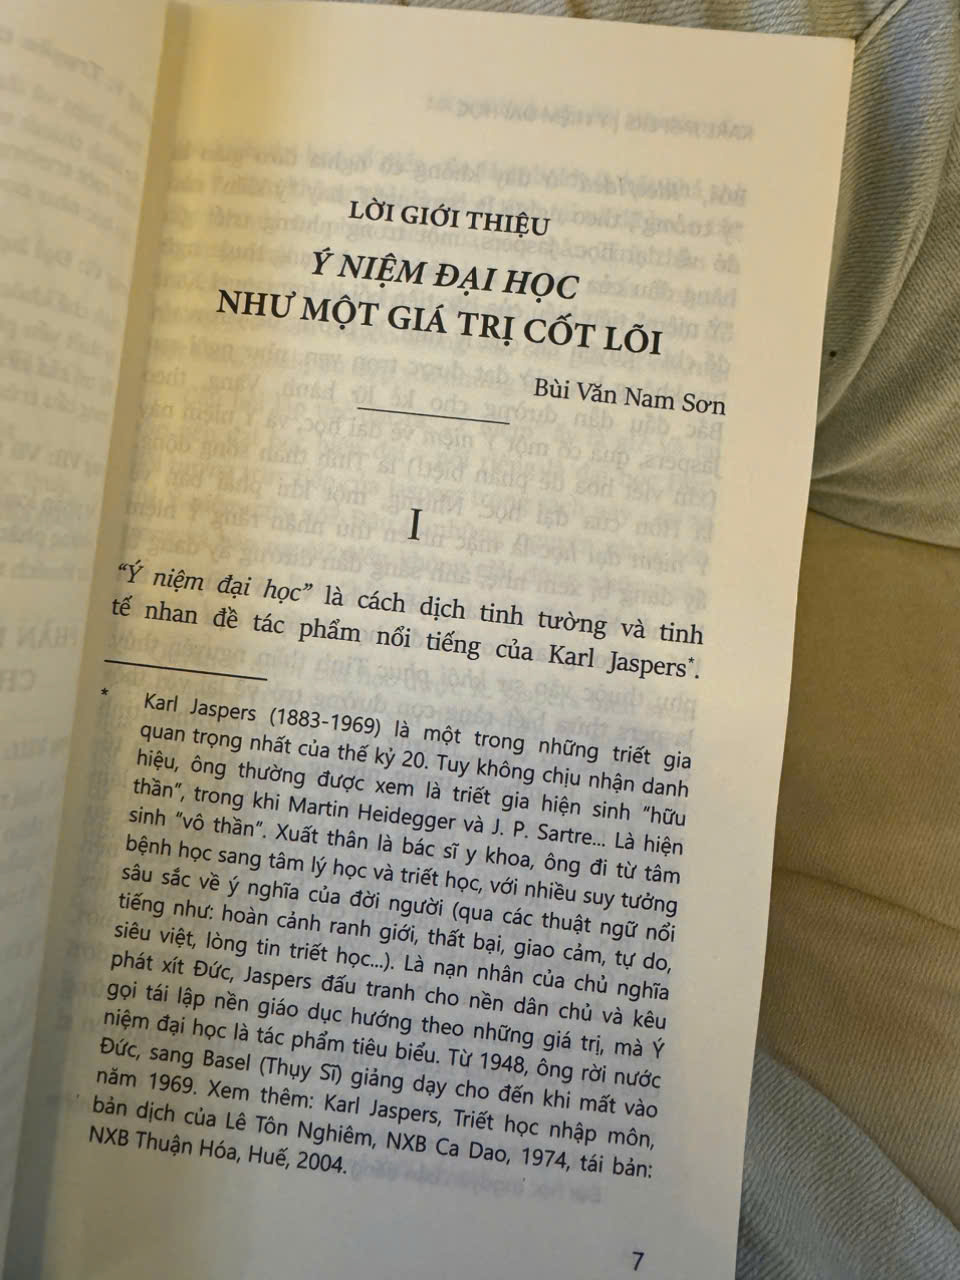 LỜI GIỚI THIỆU
Ý NIỆM ĐẠI HỌC
NHƯ MỘT GIÁ TRỊ CỐT LÕI
Bùi Văn Nam Sơn
I
“Ý niệm đại học” là cách dịch tinh tường và tinh
tế nhan đề tác phẩm nổi tiếng của Karl Jaspers*.
* Karl Jaspers (1883-1969) là một trong những triết gia
quan trọng nhất của thế kỷ 20. Tuy không chịu nhận danh
hiệu, ông thường được xem là triết gia hiện sinh “hữu
thần”, trong khi Martin Heidegger và J. P. Sartre... Là hiện
sinh “vô thần”. Xuất thân là bác sĩ y khoa, ông đi từ tâm
bệnh học sang tâm lý học và triết học, với nhiều suy tưởng
sâu sắc về ý nghĩa của đời người (qua các thuật ngữ nổi
tiếng như: hoàn cảnh ranh giới, thất bại, giao cảm, tự do,
siêu việt, lòng tin triết học...). Là nạn nhân của chủ nghĩa
phát xít Đức, Jaspers đấu tranh cho nền dân chủ và kêu
gọi tái lập nền giáo dục hướng theo những giá trị, mà Ý
niệm đại học là tác phẩm tiêu biểu. Từ 1948, ông rời nước
Đức, sang Basel (Thụy Sĩ) giảng dạy cho đến khi mất vào
năm 1969. Xem thêm: Karl Jaspers, Triết học nhập môn,
bản dịch của Lê Tôn Nghiêm, NXB Ca Dao, 1974, tái bản:
NXB Thuận Hóa, Huế, 2004.
7